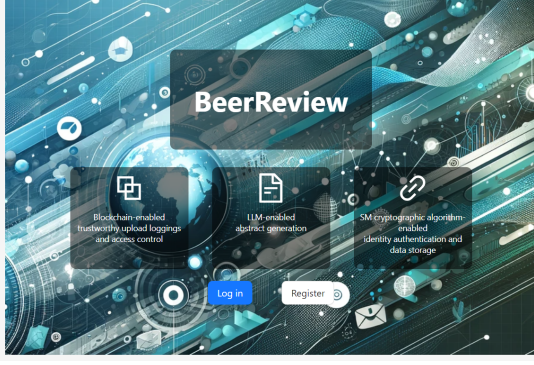 BeerReview
Blockchain-enabled
trustworthy upload loggings
and access control
LLM-enabled
abstract generation
SM cryptographic algorithm-
enabled
identity authentication and
data storage
Log in
Register